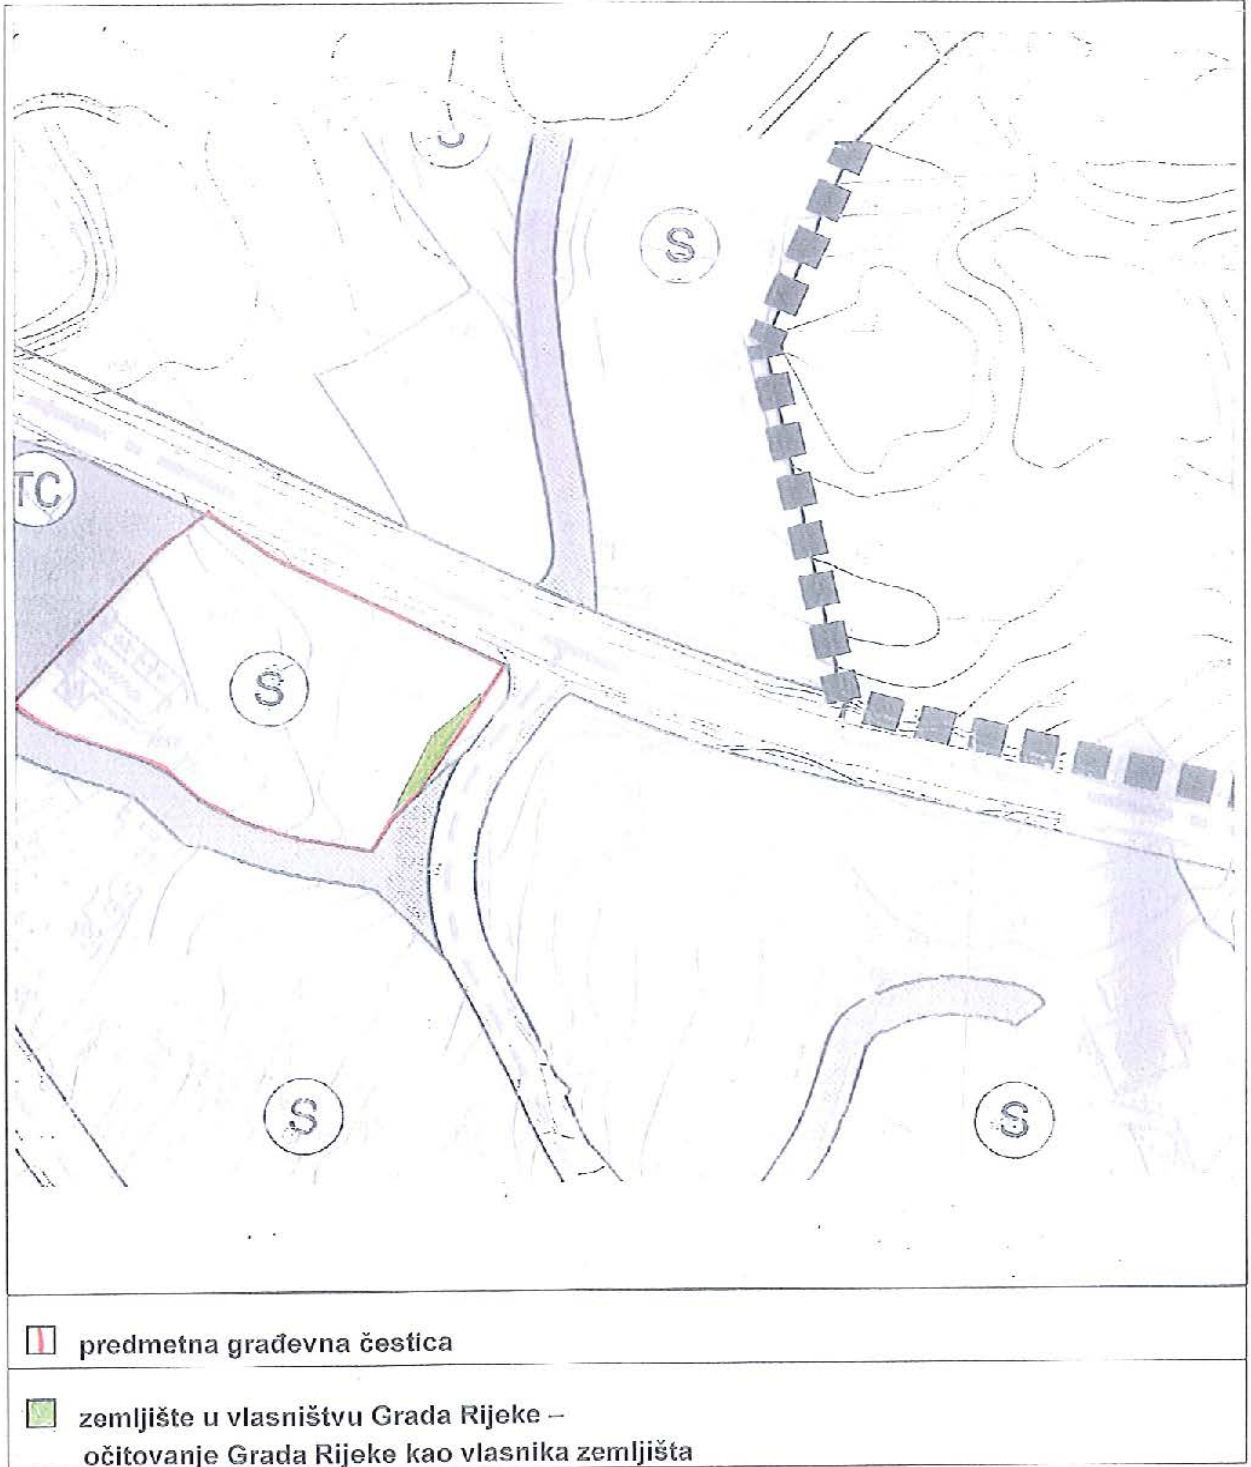 S
TC
S
S
S
predmetna građevna čestica
zemljište u vlasništvu Grada Rijeke –
očitovanje Grada Rijeke kao vlasnika zemljišta